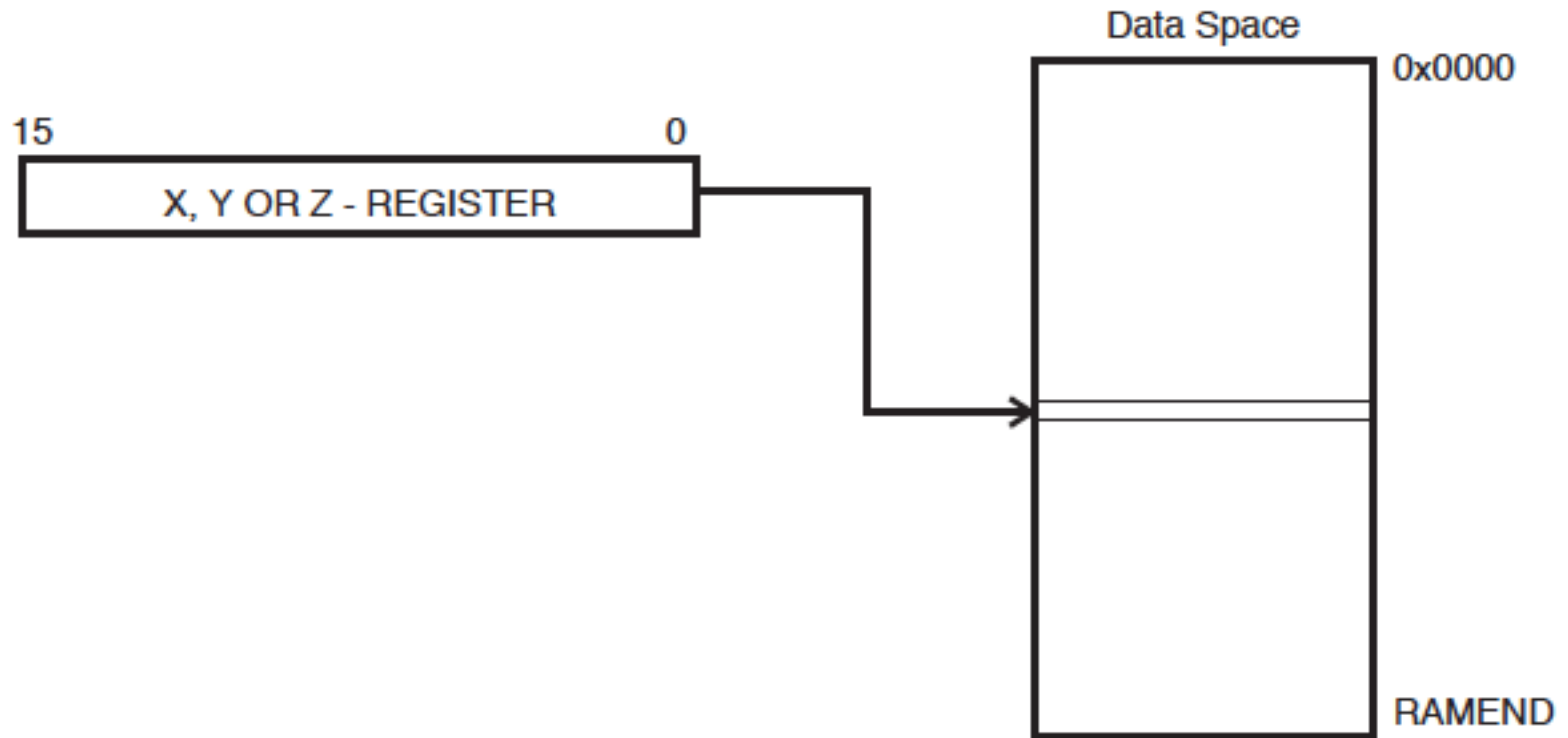 Data Space
0x0000
15 0
X, Y OR Z - REGISTER
RAMEND